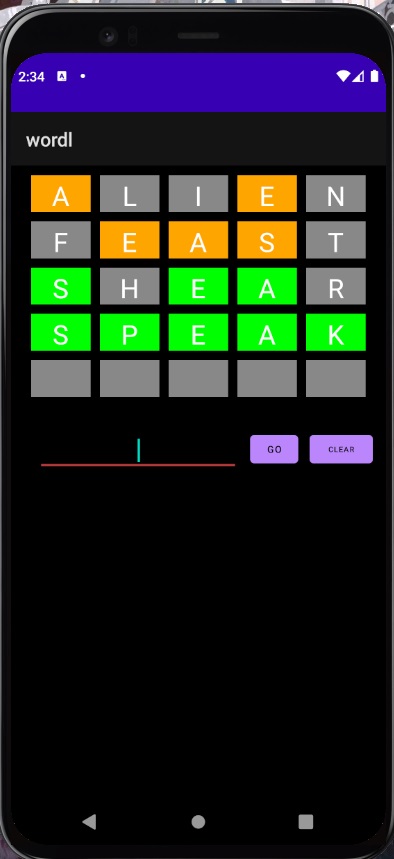 2:34 A
wordl
A L I E N
F E A S T
S H E A R
S P E A K
GO CLEAR